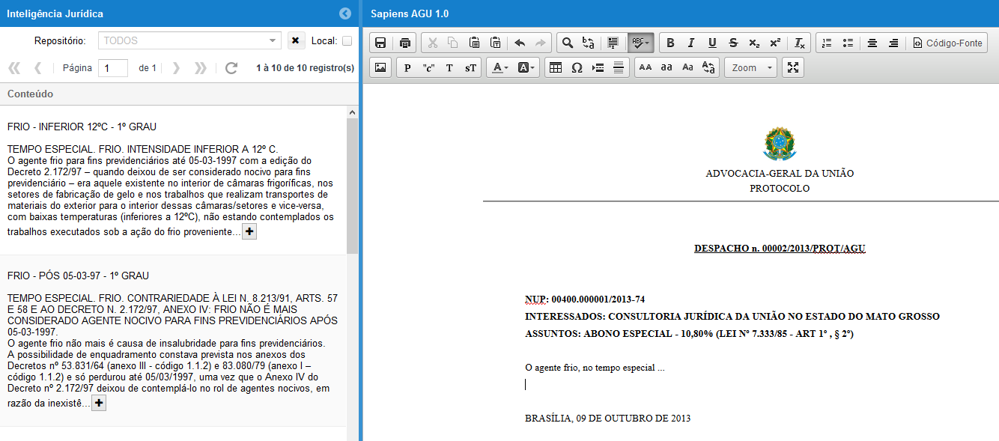 Inteligência Jurídica
Repositório: TODOS Local:
Página 1 de 1 1 à 10 de 10 registro(s)
Conteúdo
FRIO - INFERIOR 12ºC - 1º GRAU
TEMPO ESPECIAL. FRIO. INTENSIDADE INFERIOR A 12º C.
O agente frio para fins previdenciários até 05-03-1997 com a edição do
Decreto 2.172/97 – quando deixou de ser considerado nocivo para fins
previdenciário – era aquele existente no interior de câmaras frigoríficas, nos
setores de fabricação de gelo e nos trabalhos que realizam transportes de
materiais do exterior para o interior dessas câmaras/setores e vice-versa,
com baixas temperaturas (inferiores a 12ºC), não estando contemplados os
trabalhos executados sob a ação do frio proveniente...
FRIO - PÓS 05-03-97 - 1º GRAU
TEMPO ESPECIAL. FRIO. CONTRARIEDADE À LEI N. 8.213/91, ARTS. 57
E 58 E AO DECRETO N. 2.172/97, ANEXO IV: FRIO NÃO É MAIS
CONSIDERADO AGENTE NOCIVO PARA FINS PREVIDENCIÁRIOS APÓS
05-03-1997.
O agente frio não mais é causa de insalubridade para fins previdenciários.
A possibilidade de enquadramento constava prevista nos anexos dos
Decretos nº 53.831/64 (anexo III - código 1.1.2) e 83.080/79 (anexo I –
código 1.1.2) e só perdurou até 05/03/1997, uma vez que o Anexo IV do
Decreto nº 2.172/97 deixou de contemplá-lo no rol de agentes nocivos, em
razão da inexistê...
Sapiens AGU 1.0
ABC B I U S x₂ x² Tx Código-Fonte
P "c" T sT A A Ω AA aa Aa Zoom
ADVOCACIA-GERAL DA UNIÃO
PROTOCOLO
DESPACHO n. 00002/2013/PROT/AGU
NUP: 00400.000001/2013-74
INTERESSADOS: CONSULTORIA JURÍDICA DA UNIÃO NO ESTADO DO MATO GROSSO
ASSUNTOS: ABONO ESPECIAL - 10,80% (LEI Nº 7.333/85 - ART 1º , § 2º)
O agente frio, no tempo especial ...
BRASÍLIA, 09 DE OUTUBRO DE 2013